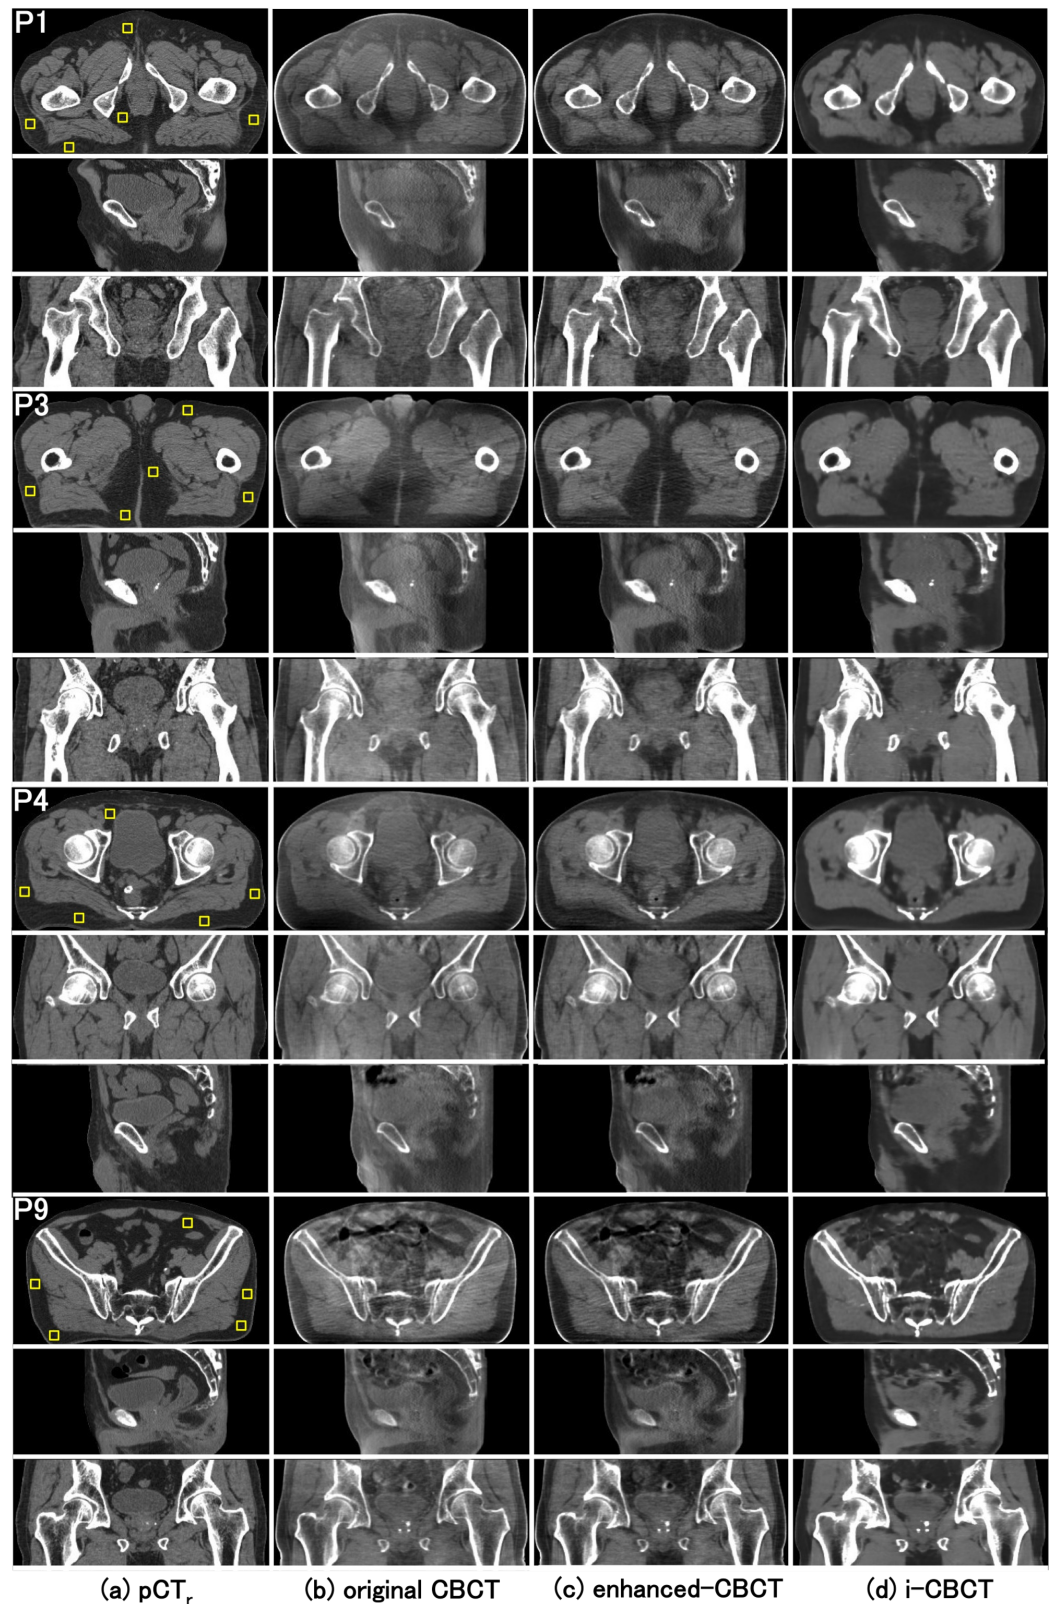 P1
P3
P4
P9
(a) pCTr
(b) original CBCT
(c) enhanced-CBCT
(d) i-CBCT